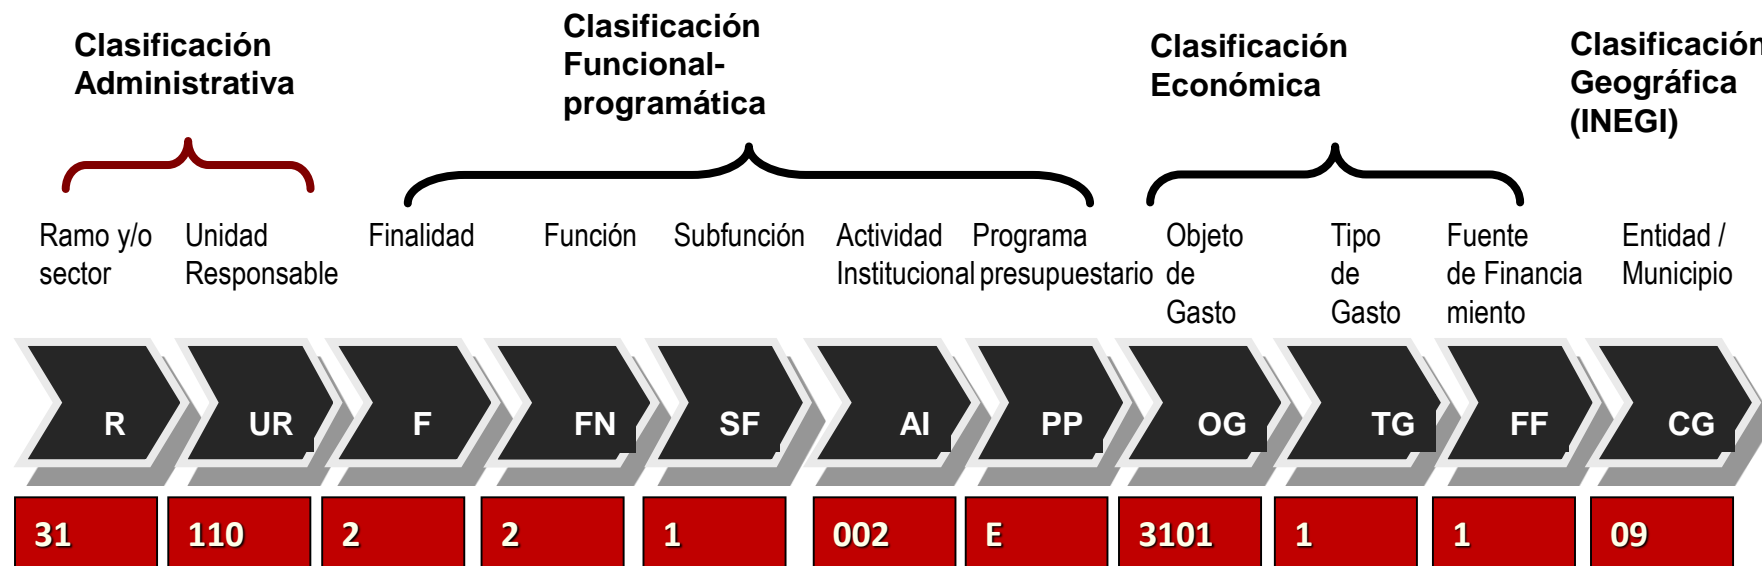 Clasificación
Administrativa
Clasificación
Funcional-
programática
Clasificación
Económica
Clasificación
Geográfica
(INEGI)
Ramo y/o
sector
Unidad
Responsable
Finalidad
Función
Subfunción
Actividad
Institucional
Programa
presupuestario
Objeto
de
Gasto
Tipo
de
Gasto
Fuente
de Financia
miento
Entidad /
Municipio
R UR F FN SF AI PP OG TG FF CG
31 110 2 2 1 002 E 3101 1 1 09